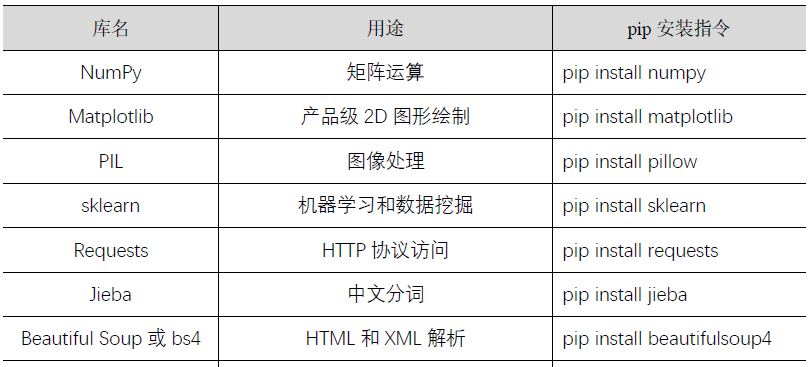 库名 用途 pip 安装指令
NumPy 矩阵运算 pip install numpy
Matplotlib 产品级 2D 图形绘制 pip install matplotlib
PIL 图像处理 pip install pillow
sklearn 机器学习和数据挖掘 pip install sklearn
Requests HTTP 协议访问 pip install requests
Jieba 中文分词 pip install jieba
Beautiful Soup 或 bs4 HTML 和 XML 解析 pip install beautifulsoup4